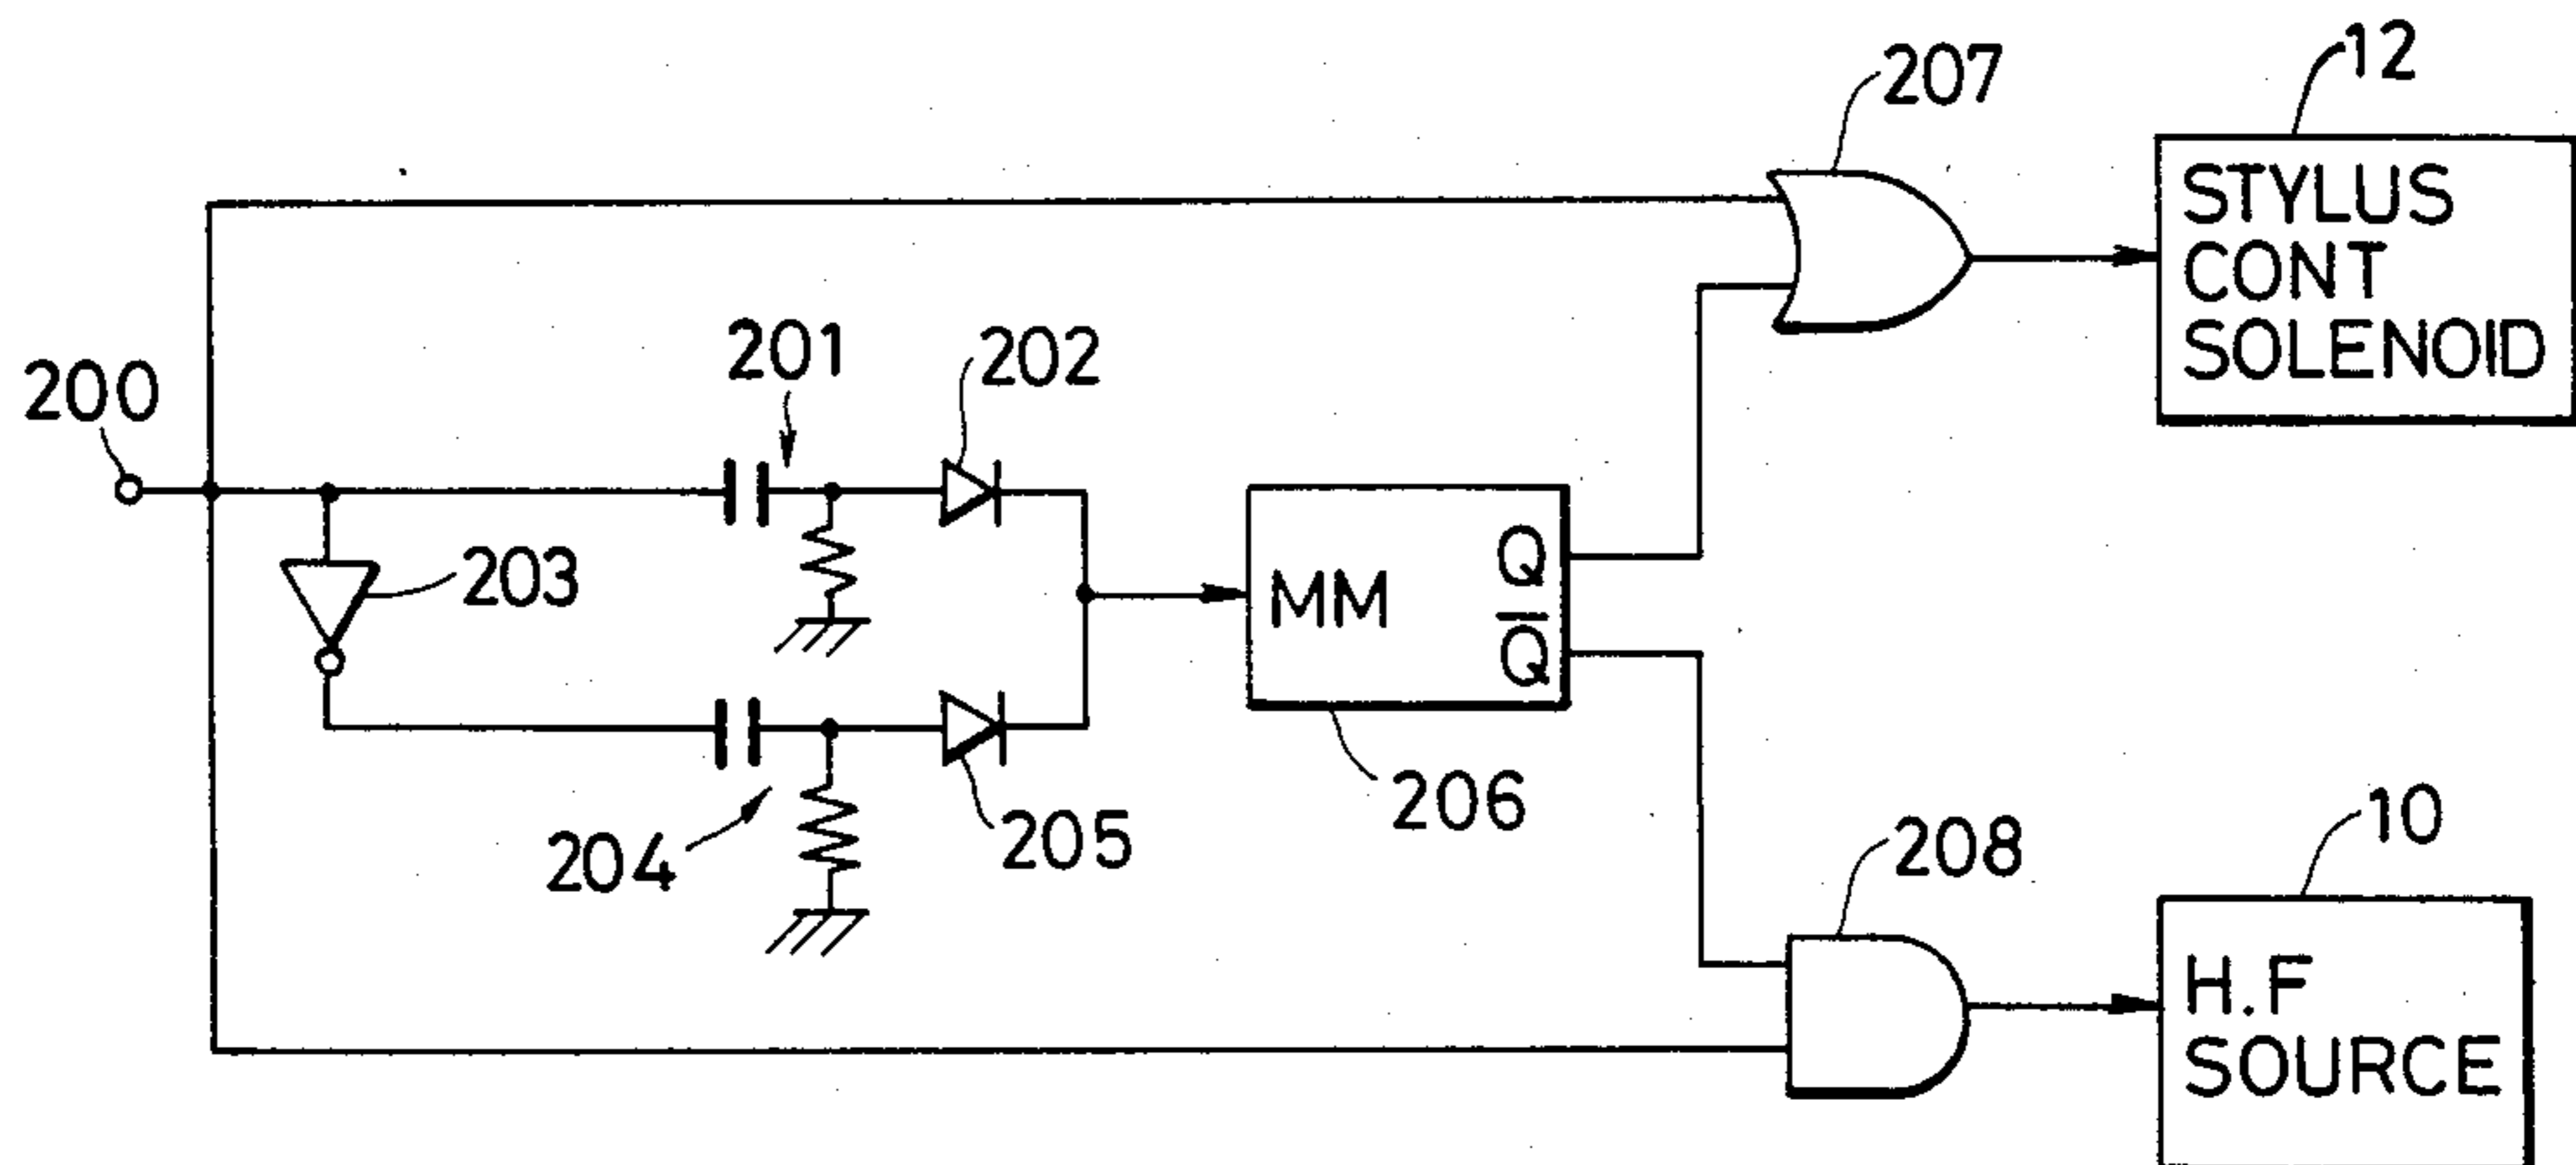 207
12
STYLUS
CONT
SOLENOID
201
202
200
203
MM
Q
Q̅
206
204
205
208
10
H.F
SOURCE